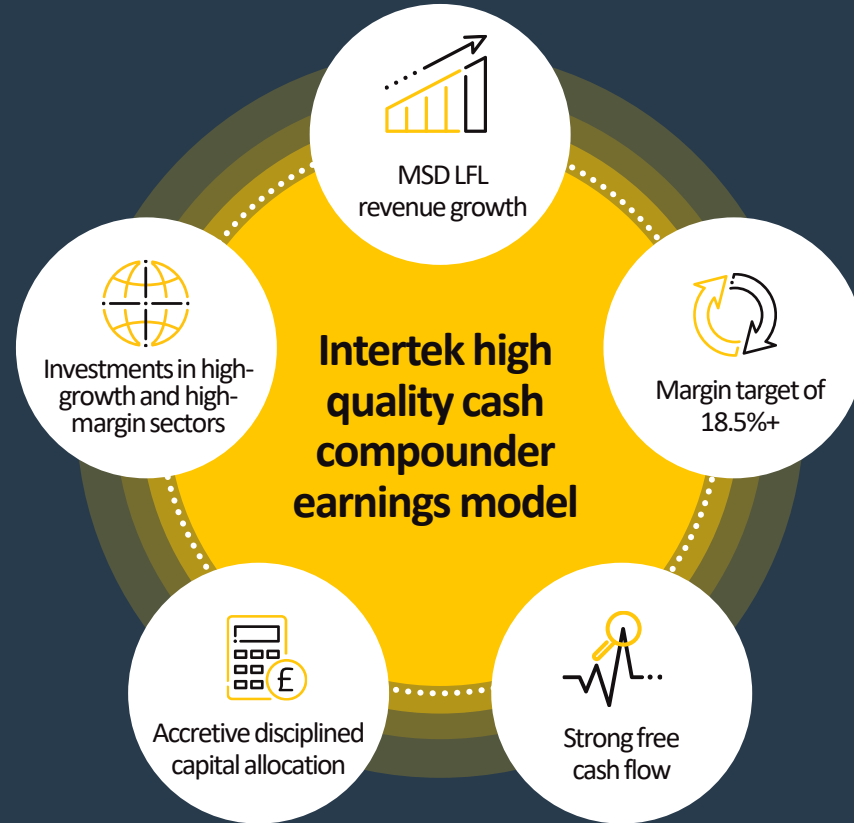 MSD LFL
revenue growth
Investments in high-
growth and high-
margin sectors
Intertek high
quality cash
compounder
earnings model
Margin target of
18.5%+
£
Accretive disciplined
capital allocation
Strong free
cash flow